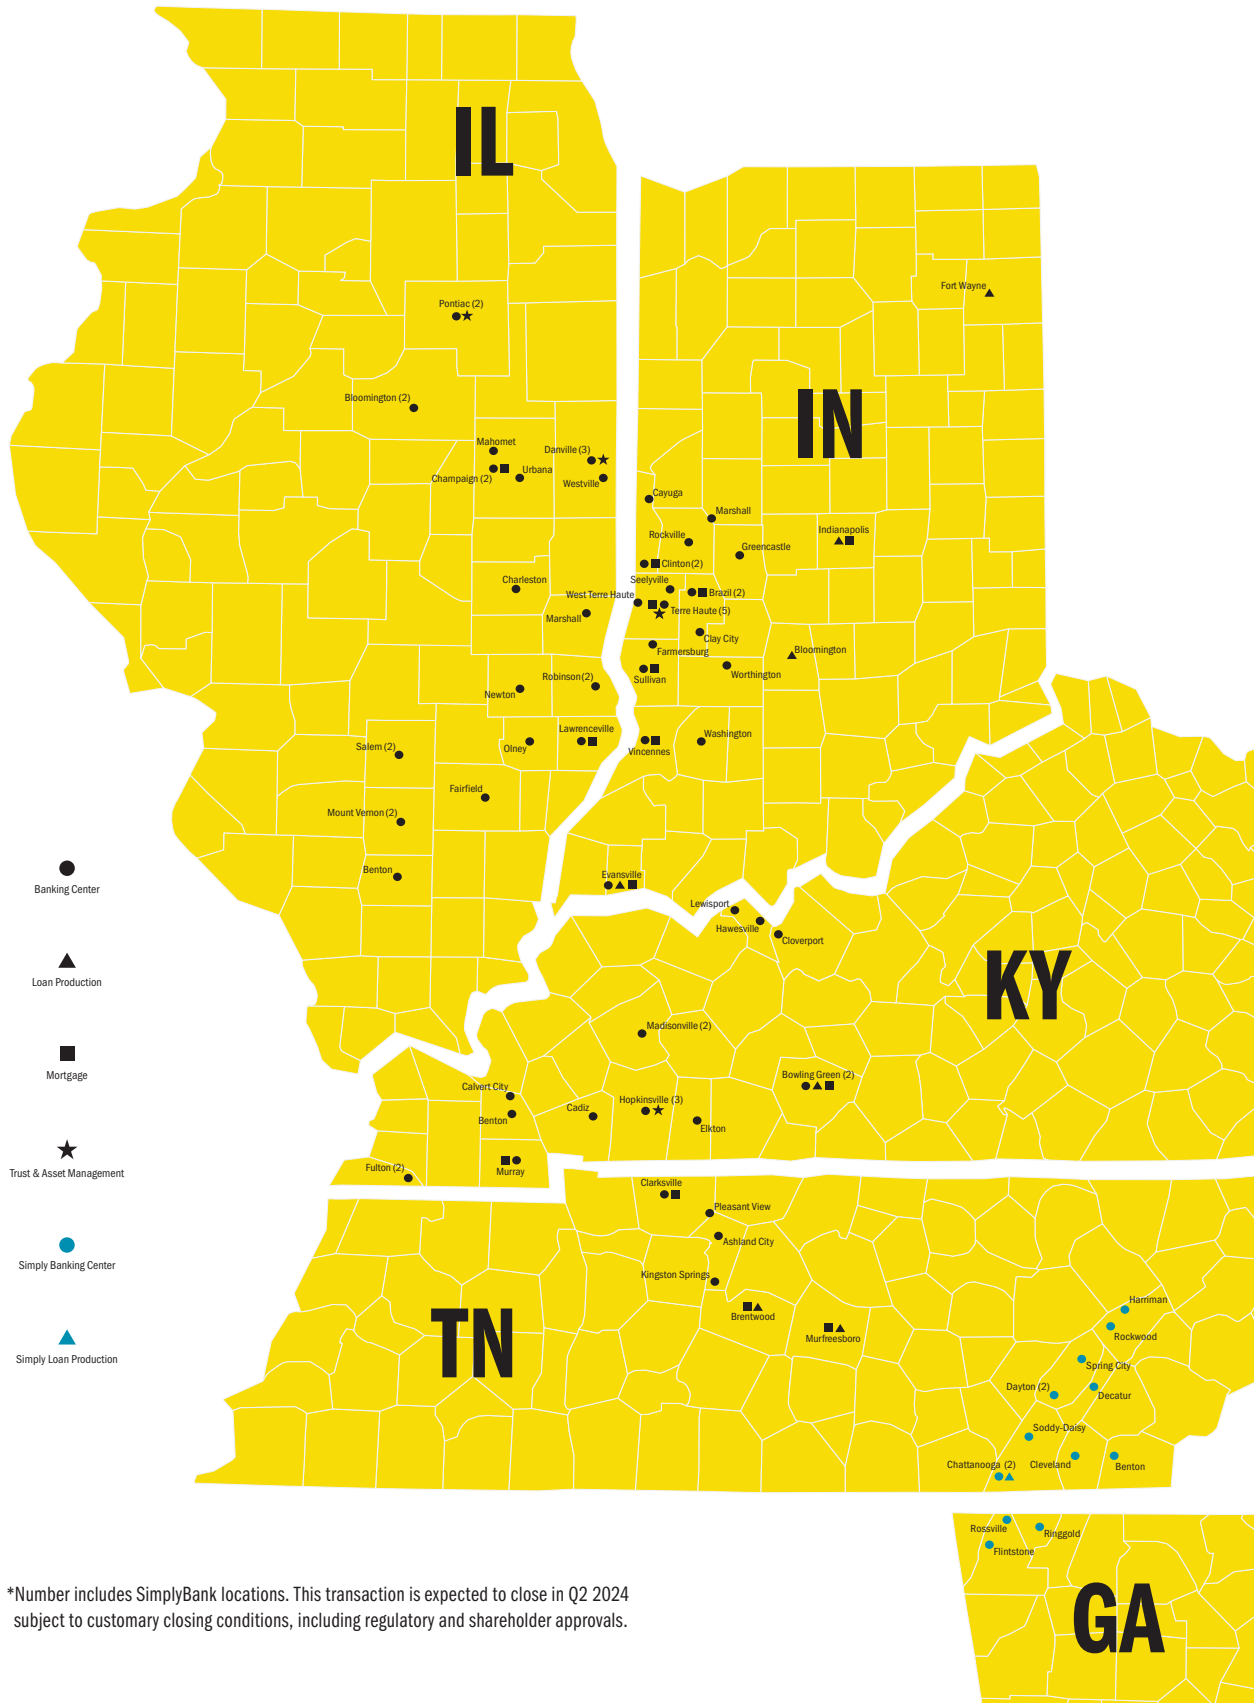 IL
Pontiac (2)
Bloomington (2)
Mahomet
Champaign (2)
Urbana
Danville (3)
Westville
Charleston
Marshall
Robinson (2)
Newton
Lawrenceville
Olney
Salem (2)
Fairfield
Mount Vernon (2)
Benton
IN
Fort Wayne
Cayuga
Marshall
Rockville
Indianapolis
Greencastle
Clinton (2)
Seelyville
West Terre Haute
Brazil (2)
Terre Haute (5)
Clay City
Farmersburg
Bloomington
Sullivan
Worthington
Washington
Vincennes
Evansville
KY
Lewisport
Hawesville
Cloverport
Madisonville (2)
Bowling Green (2)
Calvert City
Benton
Cadiz
Hopkinsville (3)
Elkton
Murray
Fulton (2)
TN
Clarksville
Pleasant View
Ashland City
Kingston Springs
Brentwood
Murfreesboro
Harriman
Rockwood
Spring City
Dayton (2)
Decatur
Soddy-Daisy
Chattanooga (2)
Cleveland
Benton
GA
Rossville
Ringgold
Flintstone
Banking Center
Loan Production
Mortgage
Trust & Asset Management
Simply Banking Center
Simply Loan Production
*Number includes SimplyBank locations. This transaction is expected to close in Q2 2024
subject to customary closing conditions, including regulatory and shareholder approvals.